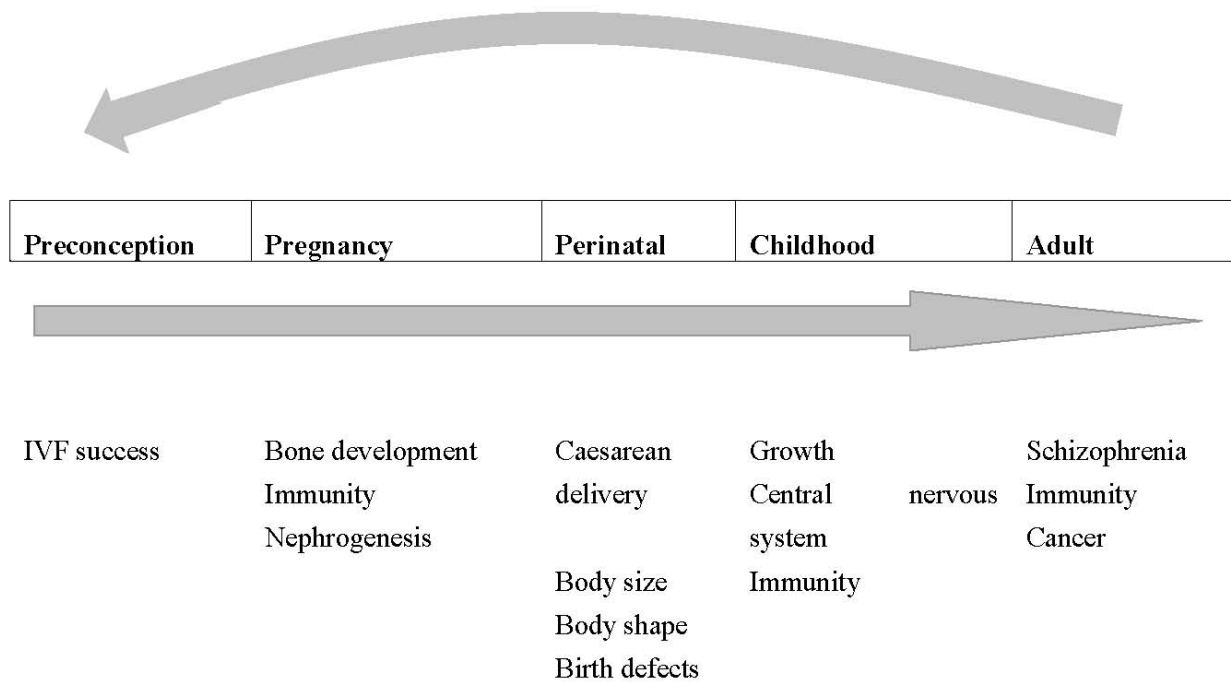 Preconception
Pregnancy
Perinatal
Childhood
Adult
IVF success
Bone development
Immunity
Nephrogenesis
Caesarean
delivery
Body size
Body shape
Birth defects
Growth
Central nervous
system
Immunity
Schizophrenia
Immunity
Cancer